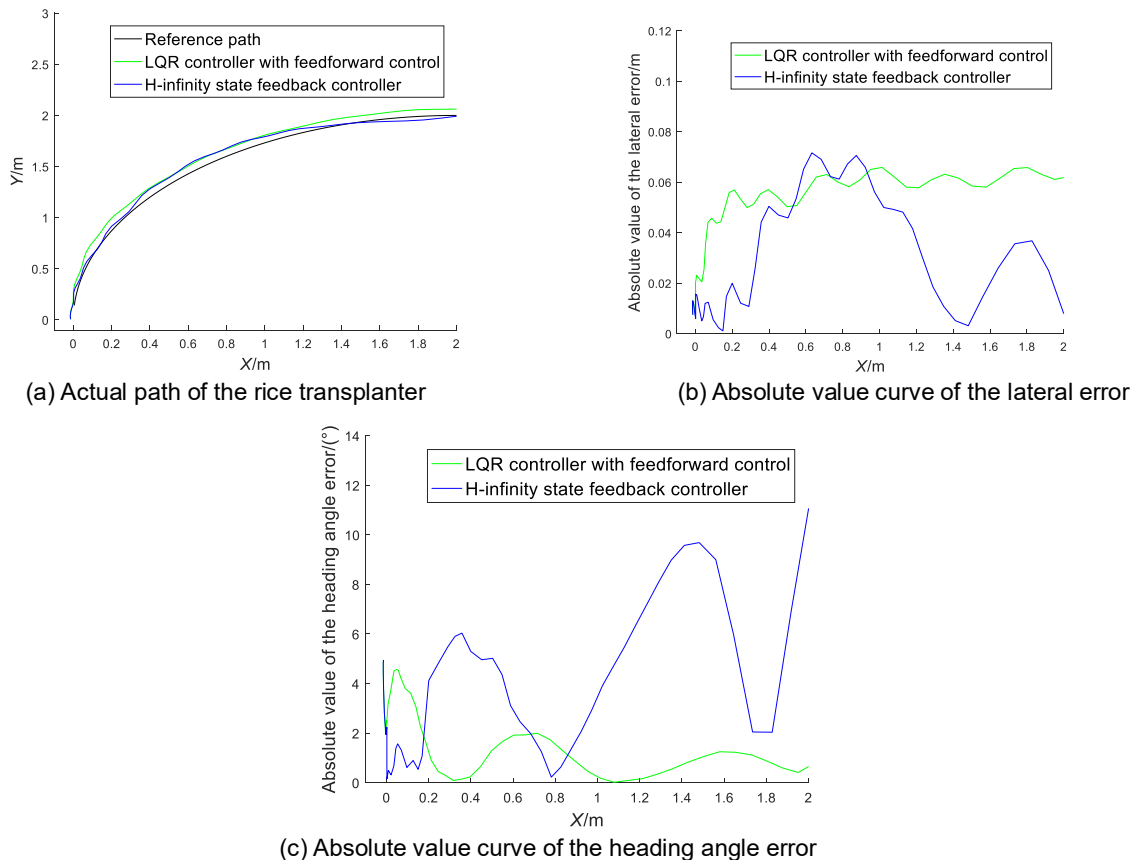 Reference path
LQR controller with feedforward control
H-infinity state feedback controller
3
2.5
2
1.5
1
0.5
0
Y/m
0 0.2 0.4 0.6 0.8 1 1.2 1.4 1.6 1.8 2
X/m
(a) Actual path of the rice transplanter
LQR controller with feedforward control
H-infinity state feedback controller
0.12
0.1
0.08
0.06
0.04
0.02
0
Absolute value of the lateral error/m
0 0.2 0.4 0.6 0.8 1 1.2 1.4 1.6 1.8 2
X/m
(b) Absolute value curve of the lateral error
LQR controller with feedforward control
H-infinity state feedback controller
14
12
10
8
6
4
2
0
Absolute value of the heading angle error/(°)
0 0.2 0.4 0.6 0.8 1 1.2 1.4 1.6 1.8 2
X/m
(c) Absolute value curve of the heading angle error